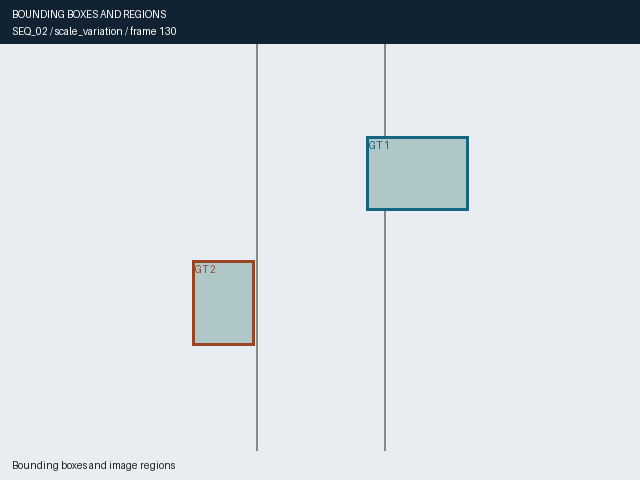 BOUNDING BOXES AND REGIONS
SEQ_02 / scale_variation / frame 130
GT1
GT2
Bounding boxes and image regions